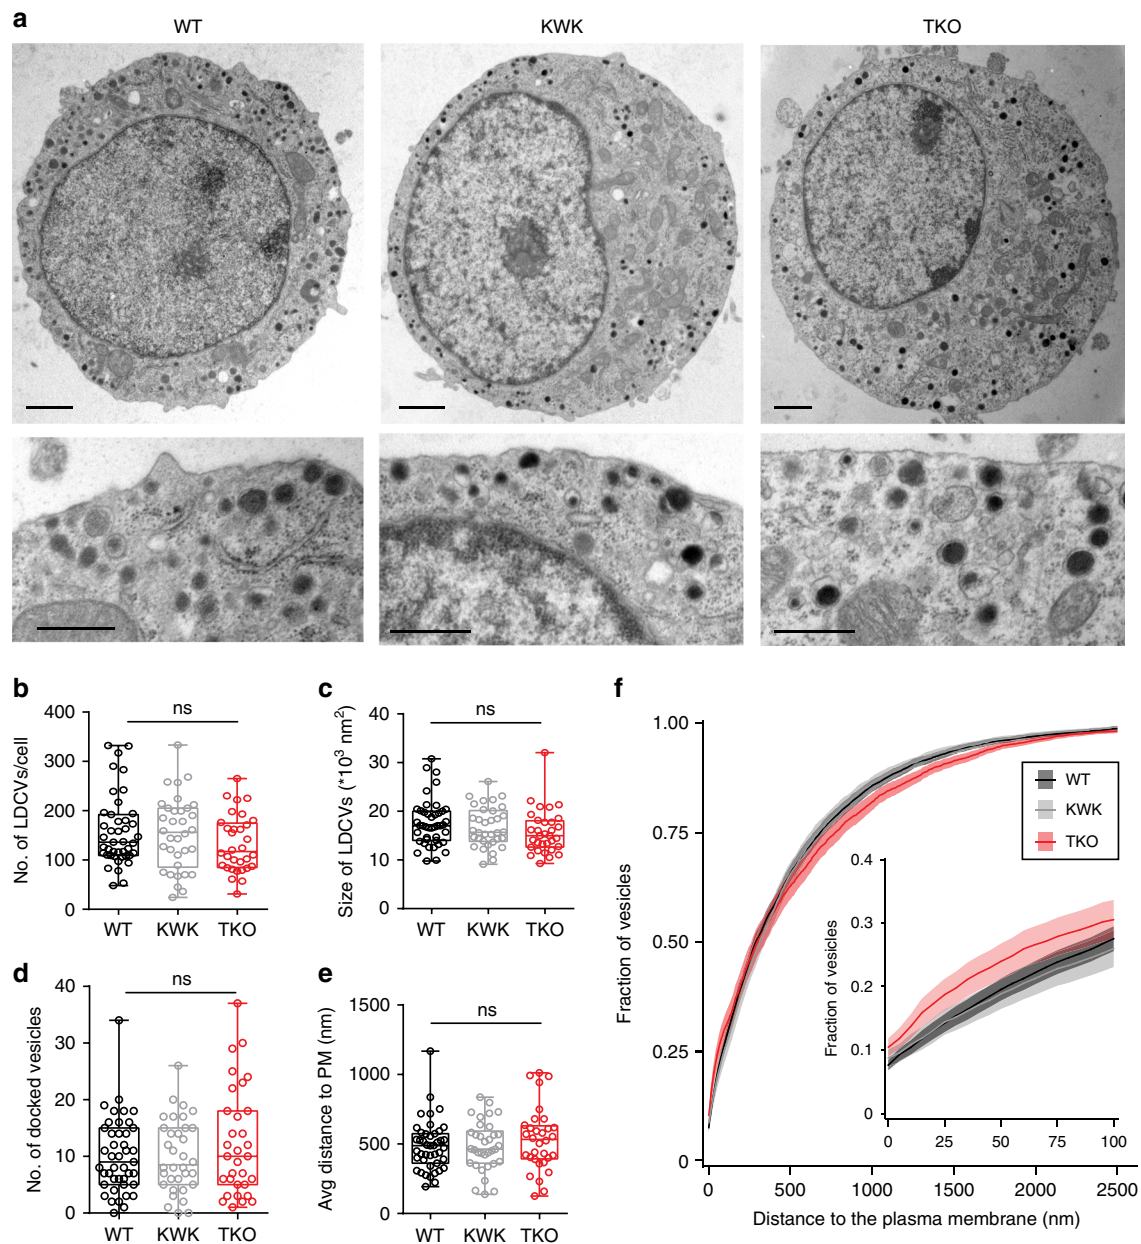 a
WT
KWK
TKO
b
No. of LDCVs/cell
400
300
200
100
0
ns
WT
KWK
TKO
c
Size of LDCVs (*10³ nm²)
40
30
20
10
0
ns
WT
KWK
TKO
d
No. of docked vesicles
40
30
20
10
0
ns
WT
KWK
TKO
e
Avg distance to PM (nm)
1500
1000
500
0
ns
WT
KWK
TKO
f
Fraction of vesicles
1.00
0.75
0.50
0.25
0
0
500
1000
1500
2000
2500
Distance to the plasma membrane (nm)
WT
KWK
TKO
Fraction of vesicles
0.4
0.3
0.2
0.1
0
0
25
50
75
100